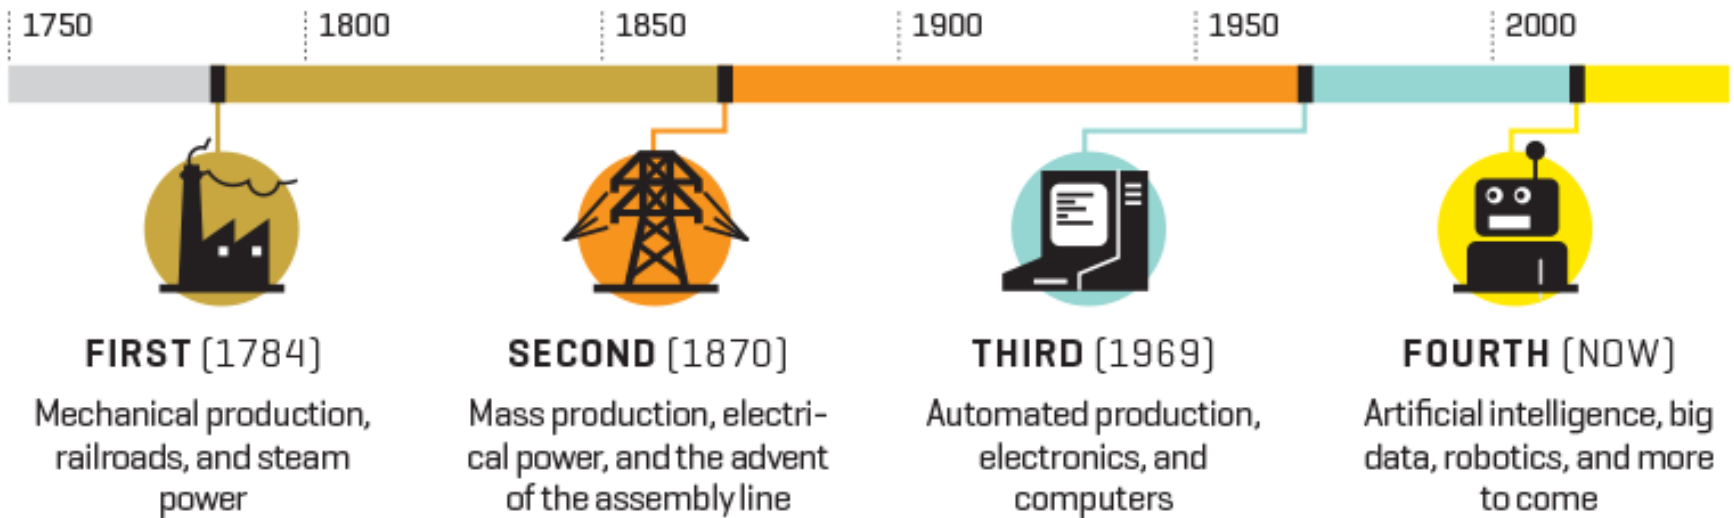 1750 1800 1850 1900 1950 2000
FIRST (1784)
Mechanical production,
railroads, and steam
power
SECOND (1870)
Mass production, electri-
cal power, and the advent
of the assembly line
THIRD (1969)
Automated production,
electronics, and
computers
FOURTH (NOW)
Artificial intelligence, big
data, robotics, and more
to come